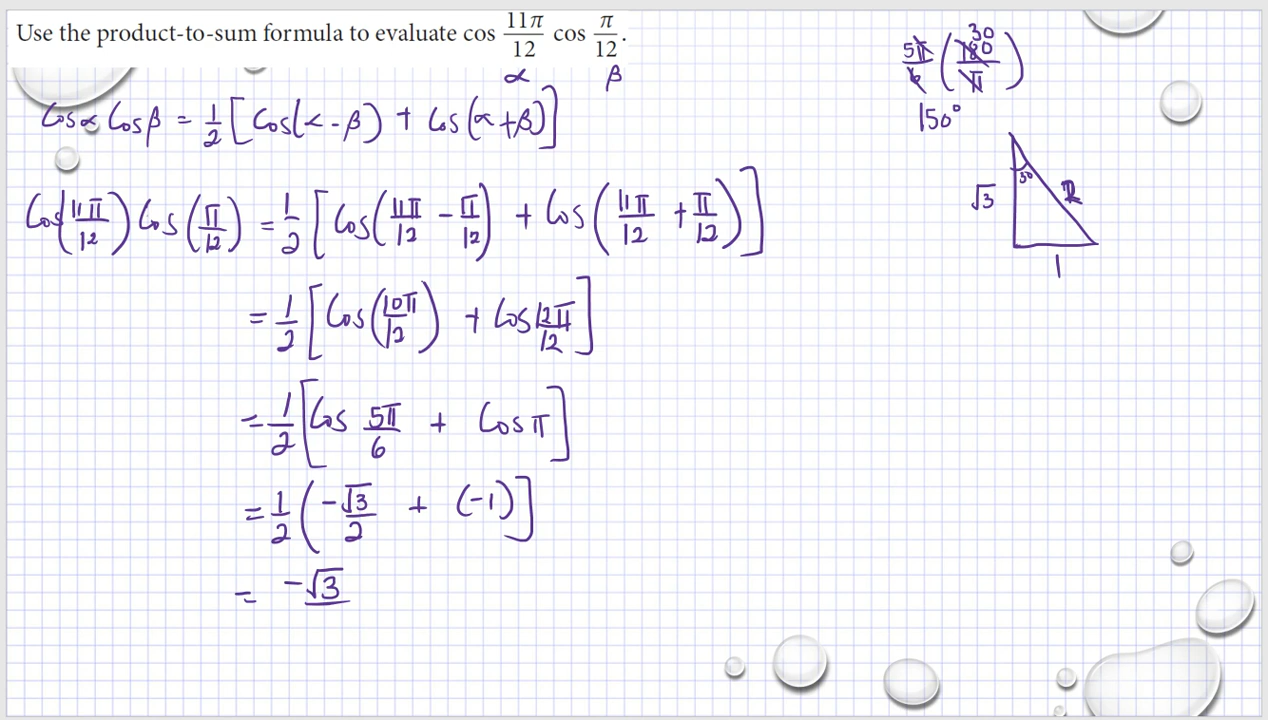 Use the product-to-sum formula to evaluate cos 11π/12 cos π/12.
α β
Cosα Cosβ = 1/2 [Cos(α - β) + Cos(α + β)]
Cos(11π/12) Cos(π/12) = 1/2 [Cos(11π/12 - π/12) + Cos(11π/12 + π/12)]
= 1/2 [Cos(10π/12) + Cos 12π/12]
= 1/2 [Cos 5π/6 + Cos π]
= 1/2 (-√3/2 + (-1)]
= -√3
5π/6 (180/π)
30
150°
√3 30 2
1